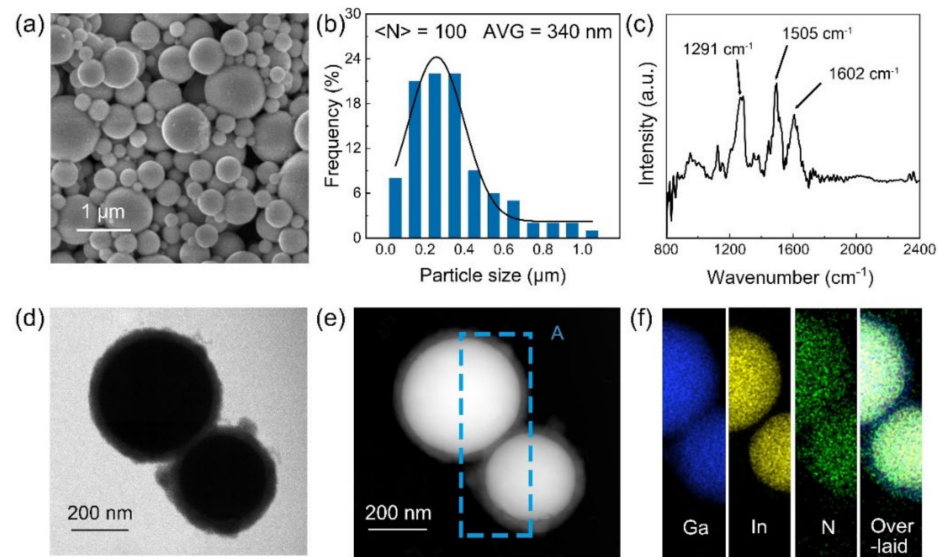 (a)
1 μm
(b)
<N> = 100 AVG = 340 nm
Frequency (%)
30
24
18
12
6
0
0.0 0.2 0.4 0.6 0.8 1.0
Particle size (μm)
(c)
1291 cm⁻¹
1505 cm⁻¹
1602 cm⁻¹
Intensity (a.u.)
800 1200 1600 2000 2400
Wavenumber (cm⁻¹)
(d)
200 nm
(e)
A
200 nm
(f)
Ga
In
N
Over
-laid